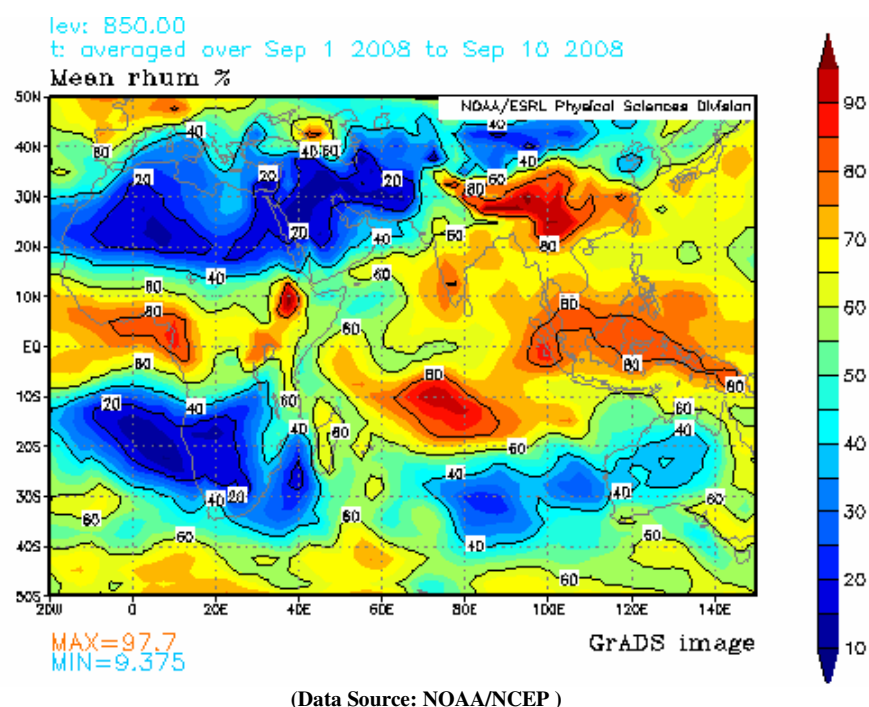 lev: 850.00
t: averaged over Sep 1 2008 to Sep 10 2008
Mean rhum %
NOAA/ESRL Physical Sciences Division
50N
40N
30N
20N
10N
EQ
10S
20S
30S
40S
50S
20W 0 20E 40E 60E 80E 100E 120E 140E
90
80
70
60
50
40
30
20
10
MAX=97.7
MIN=9.375
GrADS image
(Data Source: NOAA/NCEP )